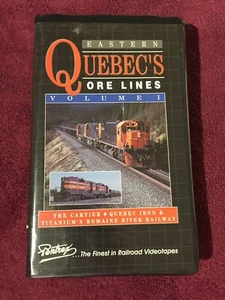 EASTERN
QUEBEC'S
ORE LINES
VOLUME I
THE CARTIER • QUEBEC IRON &
TITANIUM'S ROMAINE RIVER RAILWAY
Pentrex
...The Finest in Railroad Videotapes